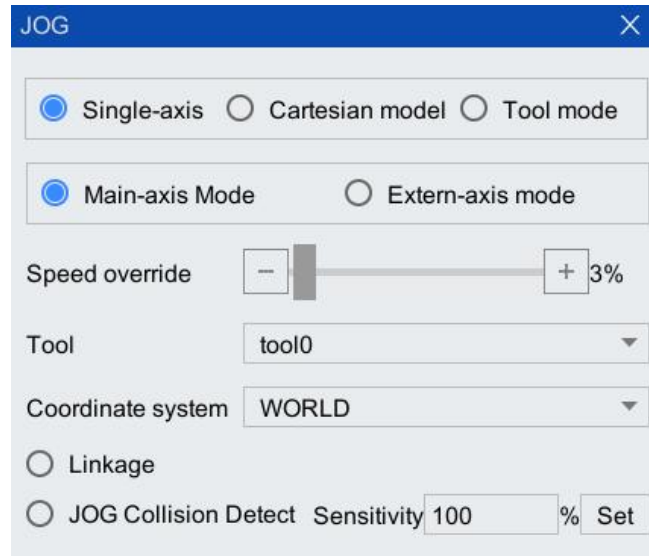 JOG
Single-axis Cartesian model Tool mode
Main-axis Mode Extern-axis mode
Speed override − + 3%
Tool tool0
Coordinate system WORLD
Linkage
JOG Collision Detect Sensitivity 100 % Set